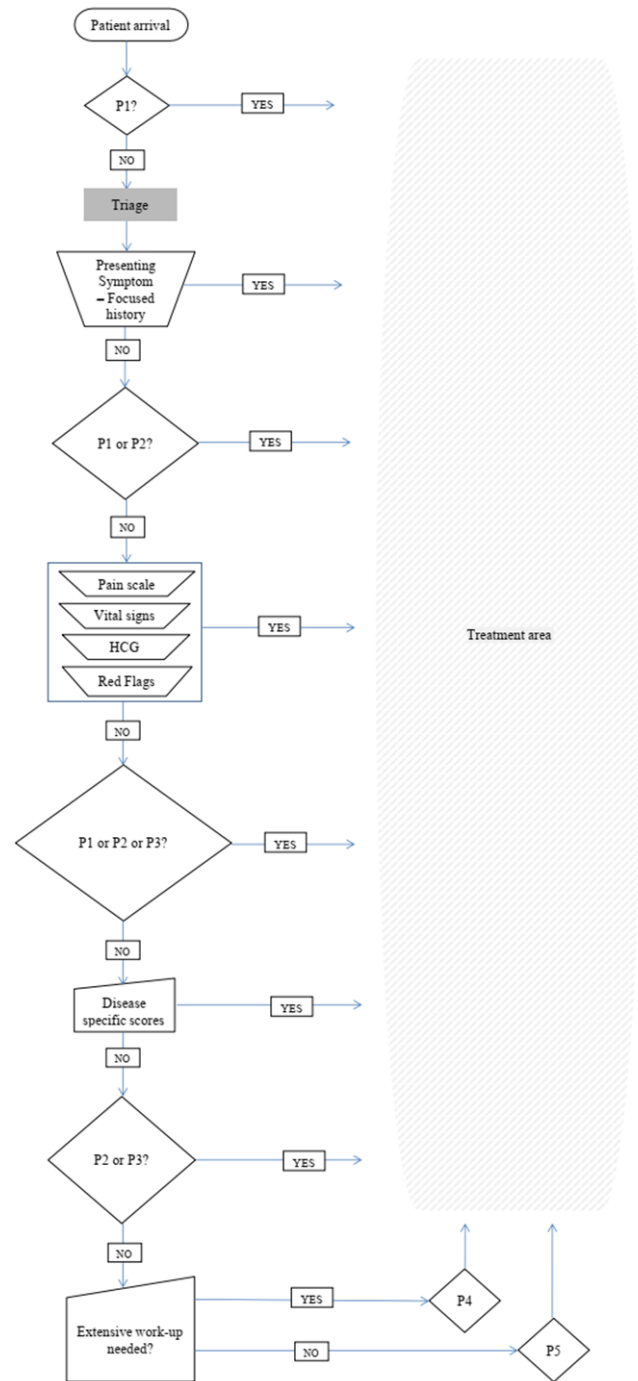 Patient arrival
P1?
YES
NO
Triage
Presenting
Symptom
– Focused
history
YES
NO
P1 or P2?
YES
NO
Pain scale
Vital signs
HCG
Red Flags
YES
Treatment area
NO
P1 or P2 or P3?
YES
NO
Disease
specific scores
YES
NO
P2 or P3?
YES
NO
Extensive work-up
needed?
YES
P4
NO
P5